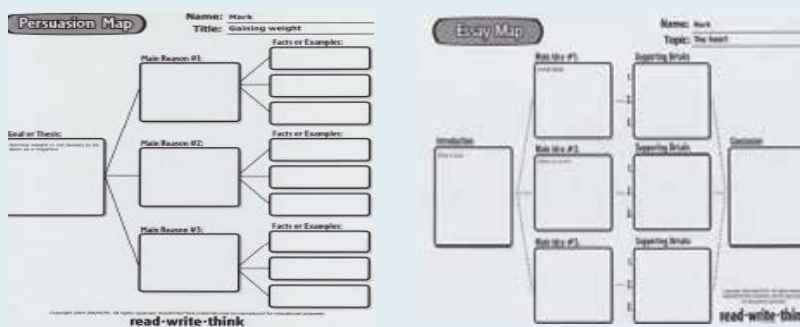 Persuasion Map
Name: Mark
Title: Gaining weight
Facts or Examples:
Main Reason #1:
Goal or Thesis:
Main Reason #2:
Facts or Examples:
Main Reason #3:
Facts or Examples:
read-write-think
Essay Map
Name: Mark
Topic: The heart
Main Idea #1:
Supporting Details
Introduction
Main Idea #2:
Supporting Details
Conclusion
Main Idea #3:
Supporting Details
read-write-thin